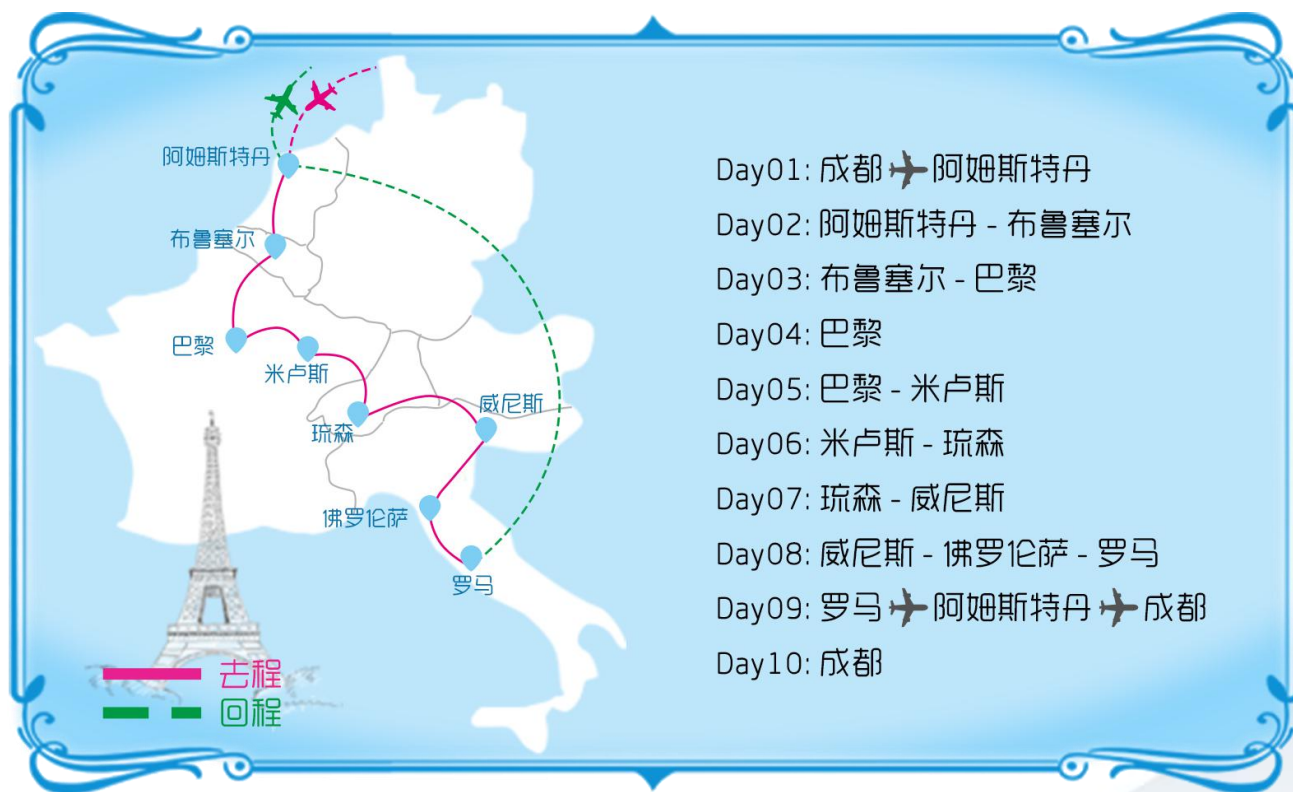 阿姆斯特丹
布鲁塞尔
巴黎
米卢斯
琉森
威尼斯
佛罗伦萨
罗马
去程
回程
Day01: 成都 阿姆斯特丹
Day02: 阿姆斯特丹 - 布鲁塞尔
Day03: 布鲁塞尔 - 巴黎
Day04: 巴黎
Day05: 巴黎 - 米卢斯
Day06: 米卢斯 - 琉森
Day07: 琉森 - 威尼斯
Day08: 威尼斯 - 佛罗伦萨 - 罗马
Day09: 罗马 阿姆斯特丹 成都
Day10: 成都